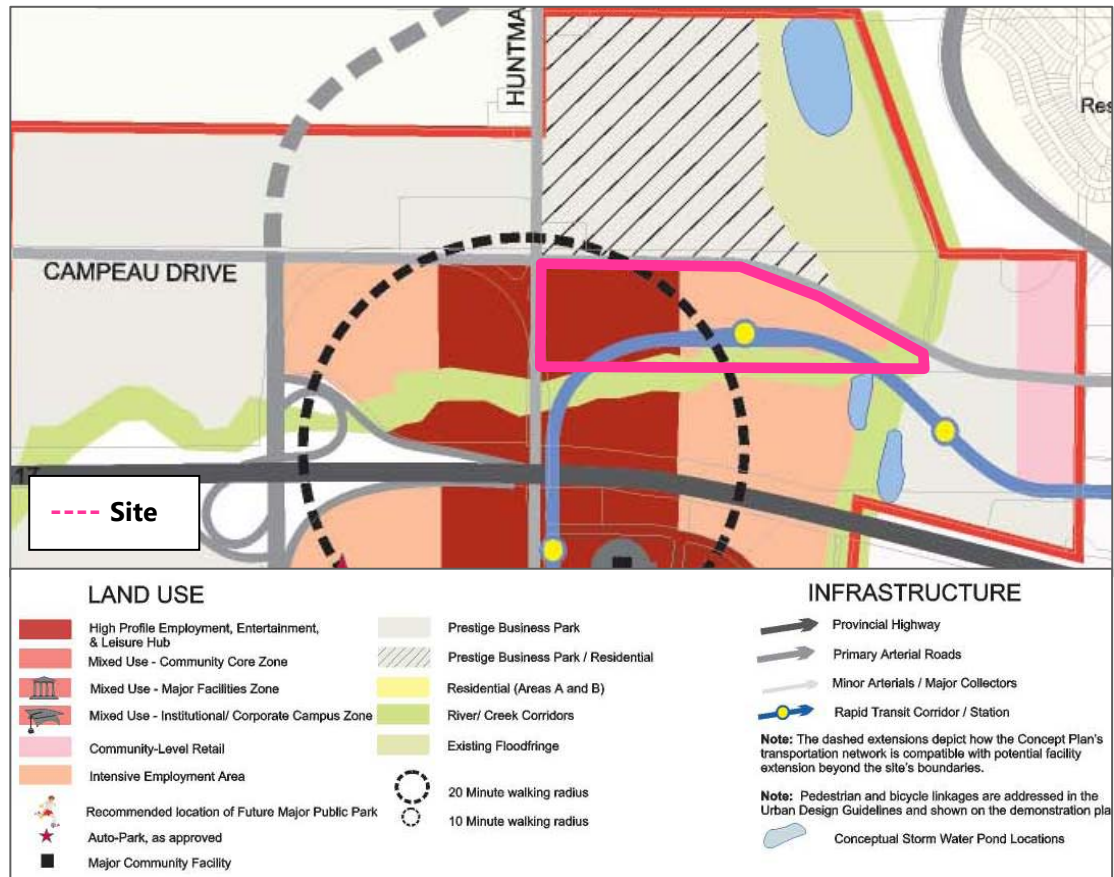 HUNTMA
Res
CAMPEAU DRIVE
17
---- Site
LAND USE
High Profile Employment, Entertainment,
& Leisure Hub
Mixed Use - Community Core Zone
Mixed Use - Major Facilities Zone
Mixed Use - Institutional/ Corporate Campus Zone
Community-Level Retail
Intensive Employment Area
Recommended location of Future Major Public Park
Auto-Park, as approved
Major Community Facility
Prestige Business Park
Prestige Business Park / Residential
Residential (Areas A and B)
River/ Creek Corridors
Existing Floodfringe
20 Minute walking radius
10 Minute walking radius
INFRASTRUCTURE
Provincial Highway
Primary Arterial Roads
Minor Arterials / Major Collectors
Rapid Transit Corridor / Station
Note: The dashed extensions depict how the Concept Plan's
transportation network is compatible with potential facility
extension beyond the site's boundaries.
Note: Pedestrian and bicycle linkages are addressed in the
Urban Design Guidelines and shown on the demonstration pla
Conceptual Storm Water Pond Locations